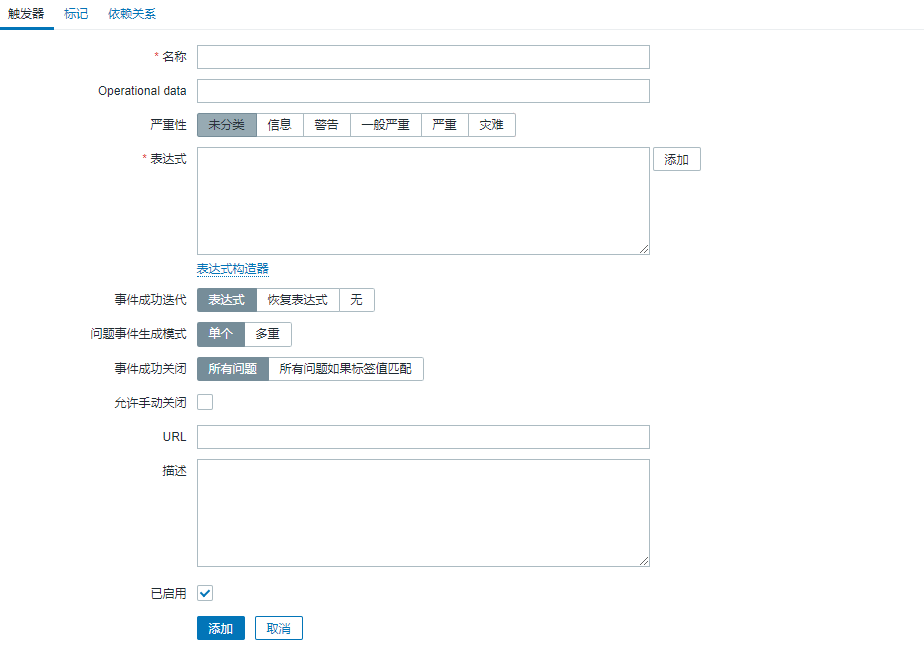 触发器 标记 依赖关系
* 名称
Operational data
严重性 未分类 信息 警告 一般严重 严重 灾难
* 表达式 添加
表达式构造器
事件成功迭代 表达式 恢复表达式 无
问题事件生成模式 单个 多重
事件成功关闭 所有问题 所有问题如果标签值匹配
允许手动关闭
URL
描述
已启用
添加 取消